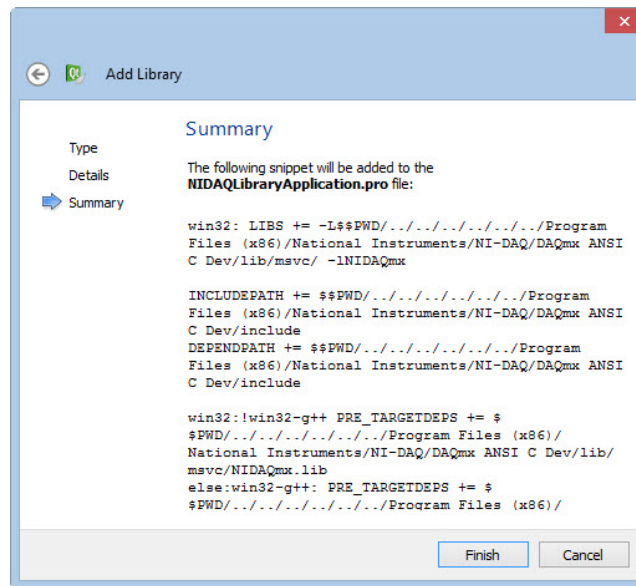 Add Library
Type
Details
Summary
Summary
The following snippet will be added to the
NIDAQLibraryApplication.pro file:
win32: LIBS += -L$$PWD/../../../../../../Program
Files (x86)/National Instruments/NI-DAQ/DAQmx ANSI
C Dev/lib/msvc/ -lNIDAQmx
INCLUDEPATH += $$PWD/../../../../../../Program
Files (x86)/National Instruments/NI-DAQ/DAQmx ANSI
C Dev/include
DEPENDPATH += $$PWD/../../../../../../Program
Files (x86)/National Instruments/NI-DAQ/DAQmx ANSI
C Dev/include
win32:!win32-g++ PRE_TARGETDEPS += $
$PWD/../../../../../../Program Files (x86)/
National Instruments/NI-DAQ/DAQmx ANSI C Dev/lib/
msvc/NIDAQmx.lib
else:win32-g++: PRE_TARGETDEPS += $
$PWD/../../../../../../Program Files (x86)/
Finish
Cancel